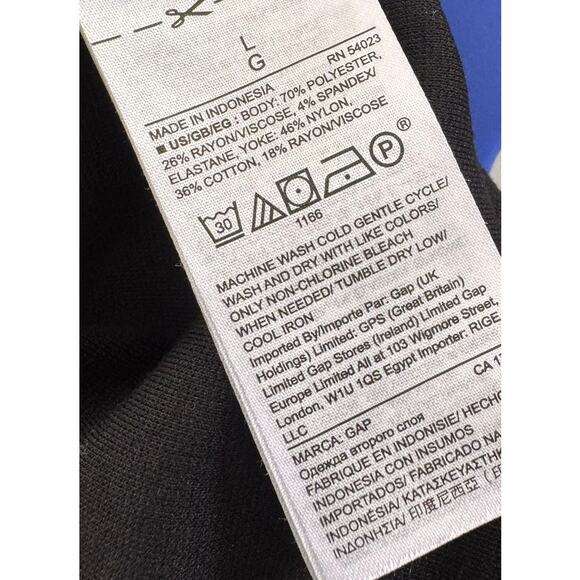 L
G
MADE IN INDONESIA RN 54023
■ US/GB/EG: BODY: 70% POLYESTER,
26% RAYON/VISCOSE, 4% SPANDEX/
ELASTANE, YOKE: 46% NYLON,
36% COTTON, 18% RAYON/VISCOSE
30 P ®
1166
MACHINE WASH COLD GENTLE CYCLE/
WASH AND DRY WITH LIKE COLORS/
ONLY NON-CHLORINE BLEACH
WHEN NEEDED/ TUMBLE DRY LOW/
COOL IRON
Imported By/Importe Par: Gap (UK
Holdings) Limited: GPS (Great Britain)
Limited Gap Stores (Ireland) Limited Gap
Europe Limited All at 103 Wigmore Street,
London, W1U 1QS Egypt Importer: RIGE
LLC CA
MARCA: GAP
Одежда второго слоя
FABRIQUE EN INDONESIE/ HECHO
INDONESIA CON INSUMOS
IMPORTADOS/ FABRICADO NA
INDONÉSIA/ ΚΑΤΑΣΚΕΥΑΣΤΗΚΕ
ΙΝΔΟΝΗΣΙΑ/ 印度尼西亚 (印